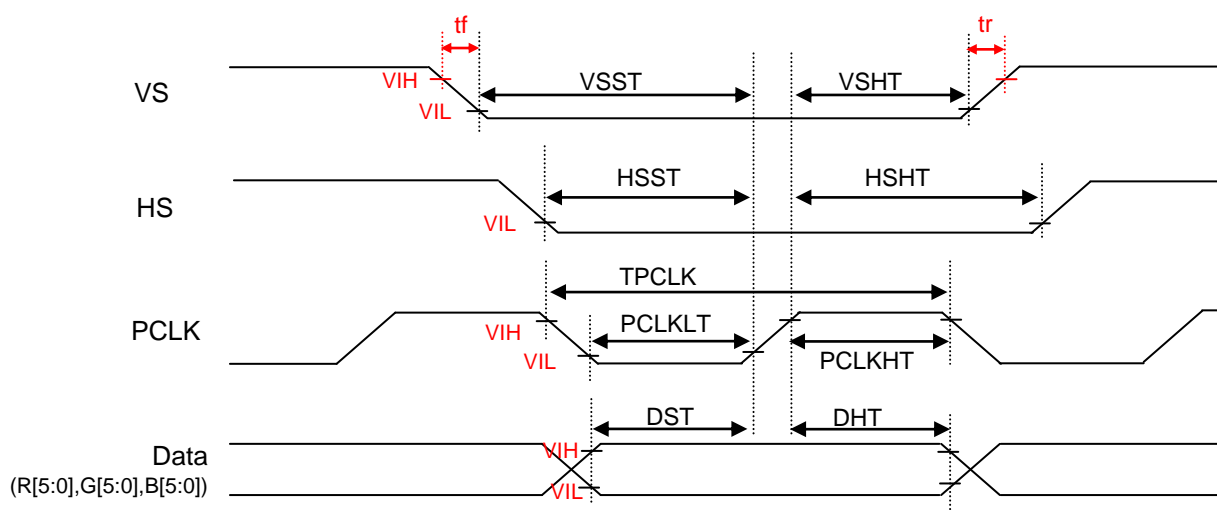 tf
tr
VS
VIH
VIL
VSST
VSHT
HS
VIL
HSST
HSHT
PCLK
TPCLK
VIH
VIL
PCLKLT
PCLKHT
Data
(R[5:0],G[5:0],B[5:0])
VIH
VIL
DST
DHT